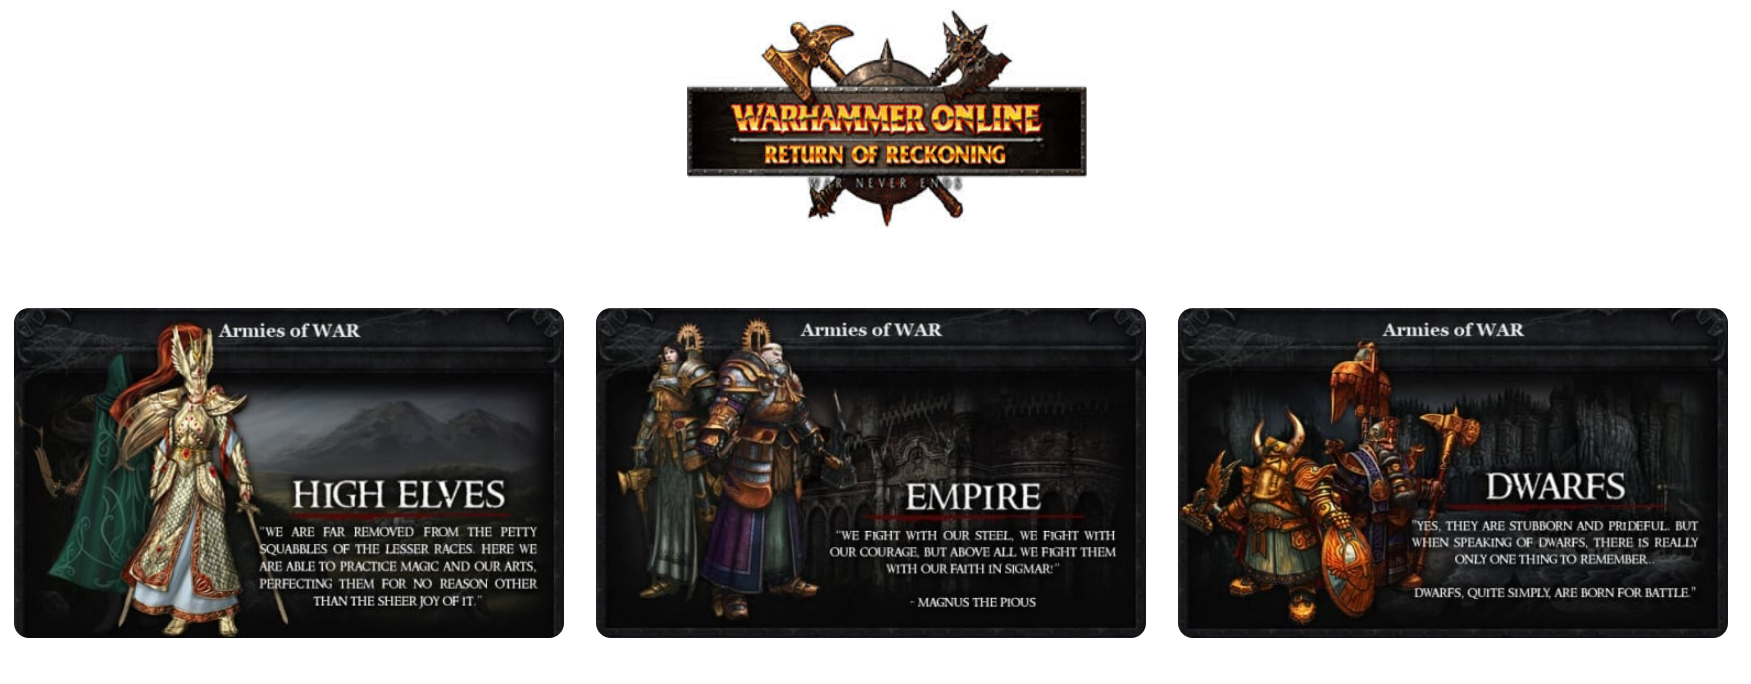 WARHAMMER ONLINE
RETURN OF RECKONING
WAR NEVER ENDS
Armies of WAR
HIGH ELVES
"WE ARE FAR REMOVED FROM THE PETTY
SQUABBLES OF THE LESSER RACES. HERE WE
ARE ABLE TO PRACTICE MAGIC AND OUR ARTS,
PERFECTING THEM FOR NO REASON OTHER
THAN THE SHEER JOY OF IT."
Armies of WAR
EMPIRE
"WE FIGHT WITH OUR STEEL, WE FIGHT WITH
OUR COURAGE, BUT ABOVE ALL WE FIGHT THEM
WITH OUR FAITH IN SIGMAR!"
- MAGNUS THE PIOUS
Armies of WAR
DWARFS
"YES, THEY ARE STUBBORN AND PRIDEFUL. BUT
WHEN SPEAKING OF DWARFS, THERE IS REALLY
ONLY ONE THING TO REMEMBER...
DWARFS, QUITE SIMPLY, ARE BORN FOR BATTLE."